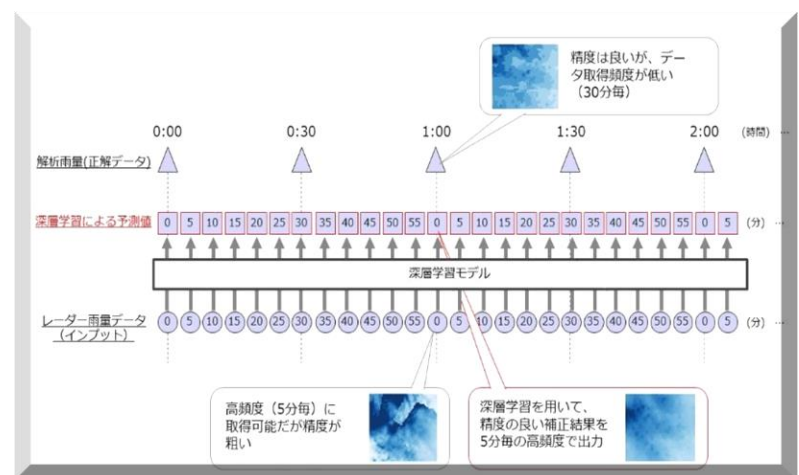 精度は良いが、デー
タ取得頻度が低い
（30分毎）
0:00 0:30 1:00 1:30 2:00 (時間) …
解析雨量(正解データ)
深層学習による予測値 0 5 10 15 20 25 30 35 40 45 50 55 0 5 10 15 20 25 30 35 40 45 50 55 0 5 (分) …
深層学習モデル
レーダー雨量データ
（インプット） 0 5 10 15 20 25 30 35 40 45 50 55 0 5 10 15 20 25 30 35 40 45 50 55 0 5 (分) …
高頻度（5分毎）に
取得可能だが精度が
粗い
深層学習を用いて、
精度の良い補正結果を
5分毎の高頻度で出力